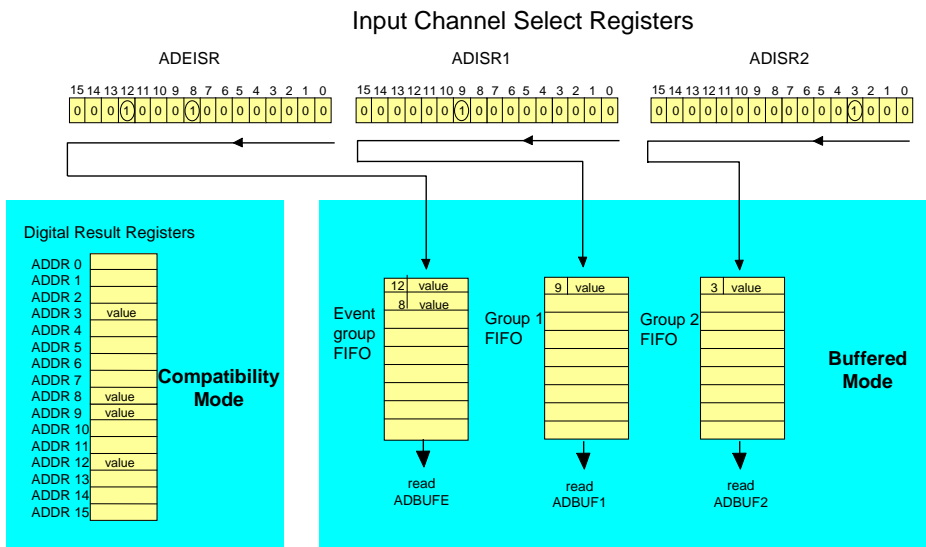 Input Channel Select Registers
ADEISR
ADISR1
ADISR2
15 14 13 12 11 10 9 8 7 6 5 4 3 2 1 0
0 0 0 1 0 0 0 1 0 0 0 0 0 0 0 0
15 14 13 12 11 10 9 8 7 6 5 4 3 2 1 0
0 0 0 0 0 0 1 0 0 0 0 0 0 0 0 0
15 14 13 12 11 10 9 8 7 6 5 4 3 2 1 0
0 0 0 0 0 0 0 0 0 0 0 0 1 0 0 0
Digital Result Registers
ADDR 0
ADDR 1
ADDR 2
ADDR 3 value
ADDR 4
ADDR 5
ADDR 6
ADDR 7
ADDR 8 value
ADDR 9 value
ADDR 10
ADDR 11
ADDR 12 value
ADDR 13
ADDR 14
ADDR 15
Compatibility
Mode
Event
group
FIFO
12 value
8 value
read
ADBUFE
Group 1
FIFO
9 value
read
ADBUF1
Group 2
FIFO
3 value
read
ADBUF2
Buffered
Mode